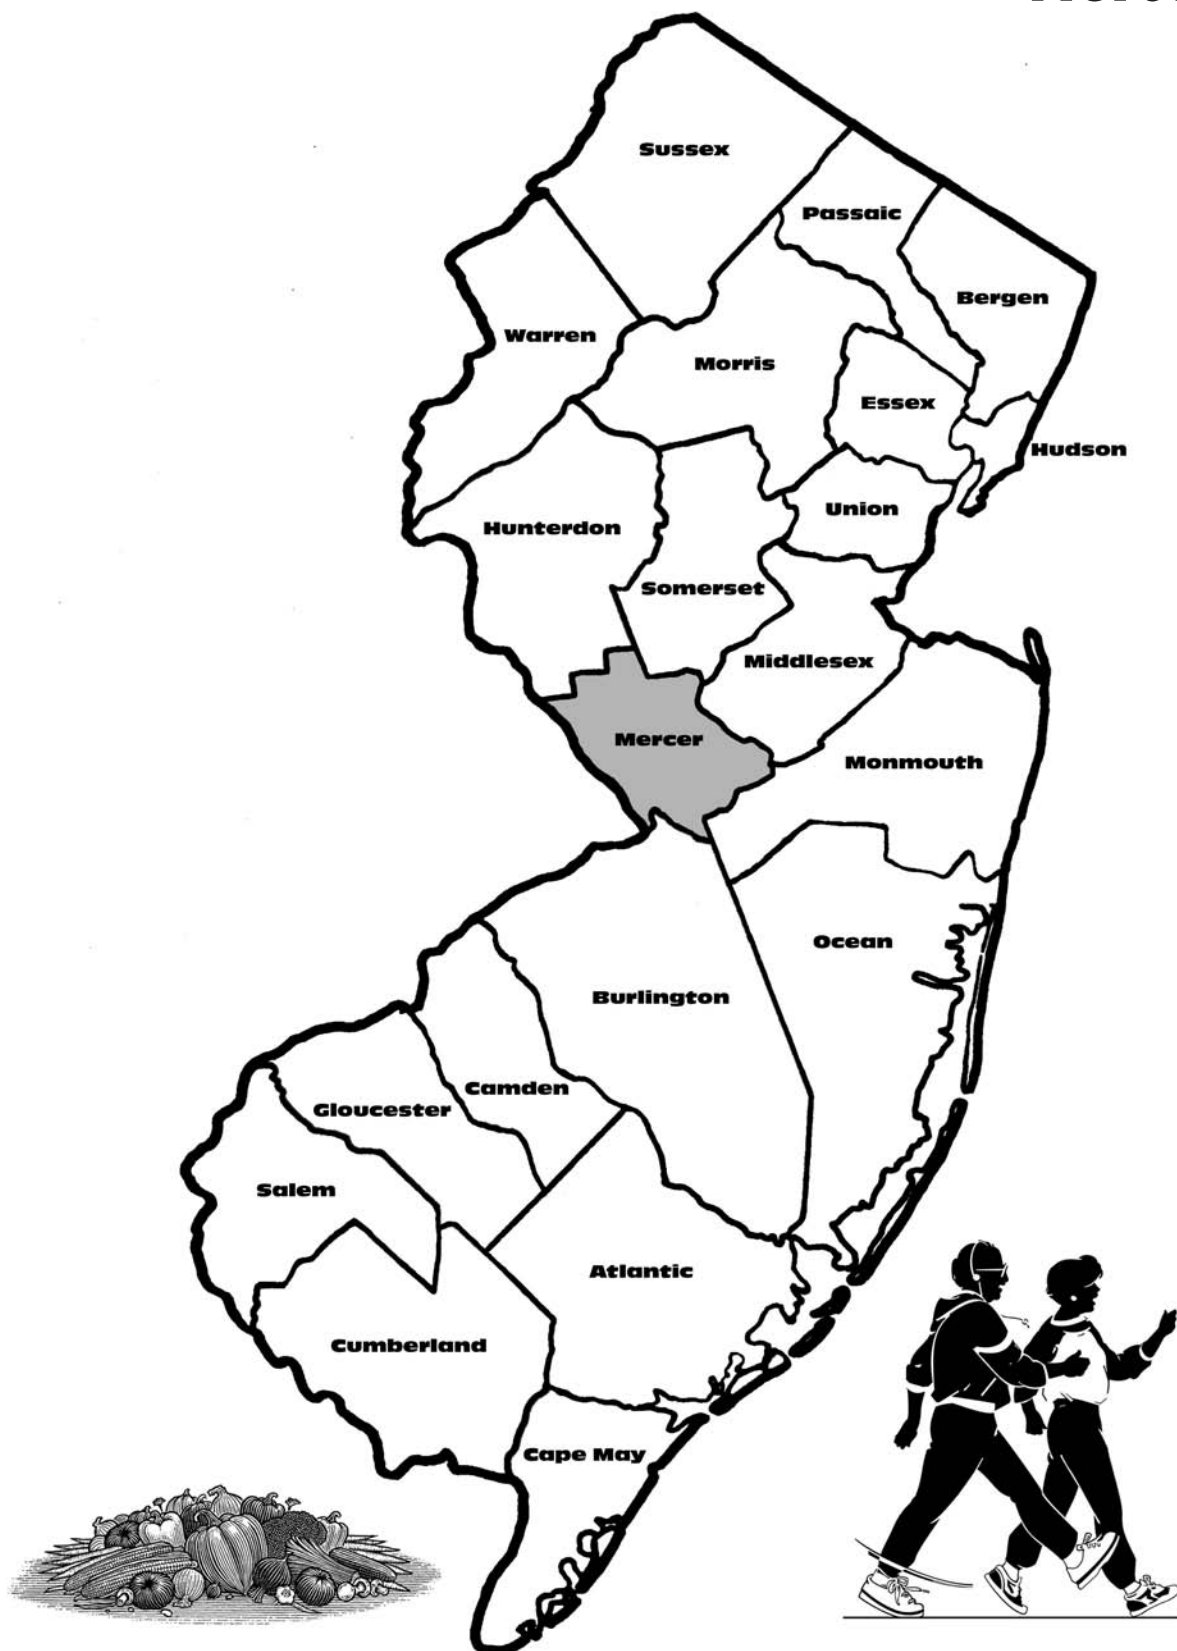 Sussex
Passaic
Bergen
Warren
Morris
Essex
Hudson
Union
Hunterdon
Somerset
Middlesex
Mercer
Monmouth
Ocean
Burlington
Camden
Gloucester
Salem
Atlantic
Cumberland
Cape May